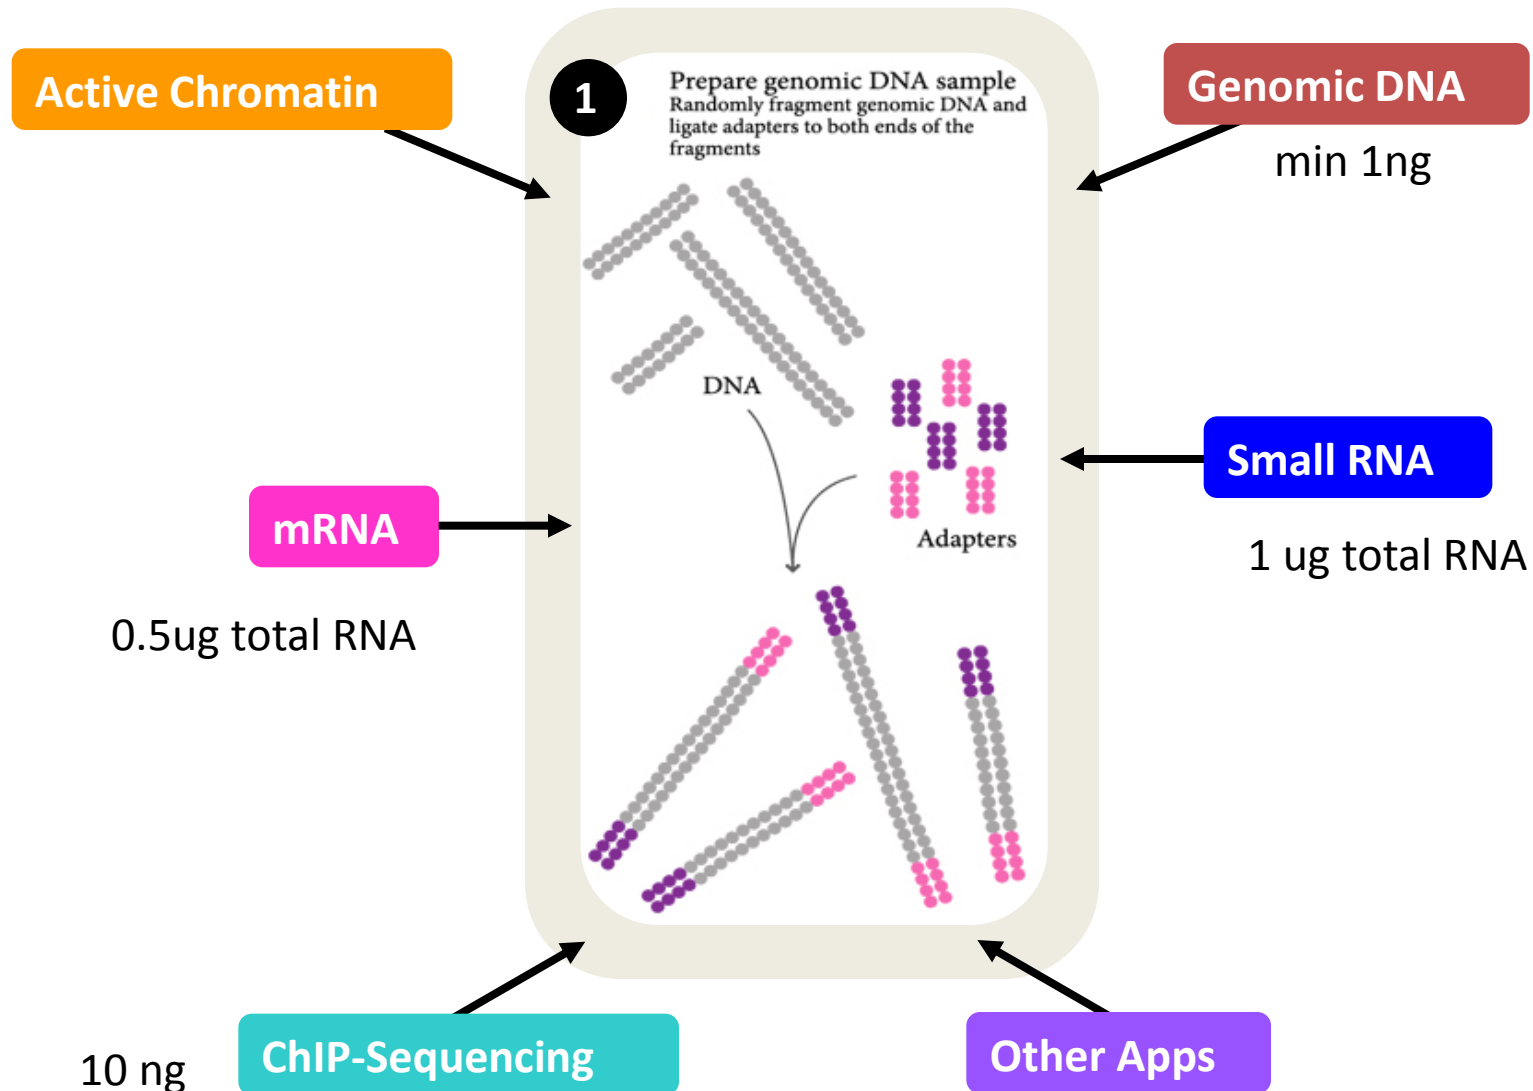 Active Chromatin
1
Prepare genomic DNA sample
Randomly fragment genomic DNA and
ligate adapters to both ends of the
fragments
Genomic DNA
min 1ng
DNA
Adapters
Small RNA
1 ug total RNA
mRNA
0.5ug total RNA
10 ng
ChIP-Sequencing
Other Apps